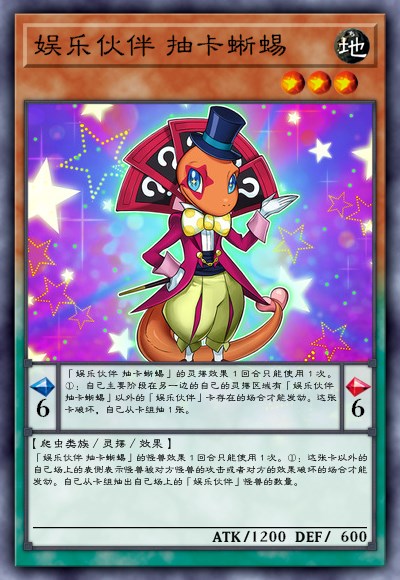 娱乐伙伴 抽卡蜥蜴
地
「娱乐伙伴 抽卡蜥蜴」的灵摆效果1回合只能使用1次。
①：自己主要阶段在另一边的自己的灵摆区域有「娱乐伙伴
抽卡蜥蜴」以外的「娱乐伙伴」卡存在的场合才能发动。这张
卡破坏，自己从卡组抽1张。
6
6
【爬虫类族/灵摆/效果】
「娱乐伙伴 抽卡蜥蜴」的怪兽效果1回合只能使用1次。①：这张卡以外的
自己场上的表侧表示怪兽被对方怪兽的攻击或者对方的效果破坏的场合才能
发动。自己从卡组抽出自己场上的「娱乐伙伴」怪兽的数量。
ATK/1200 DEF/ 600
? ? ?